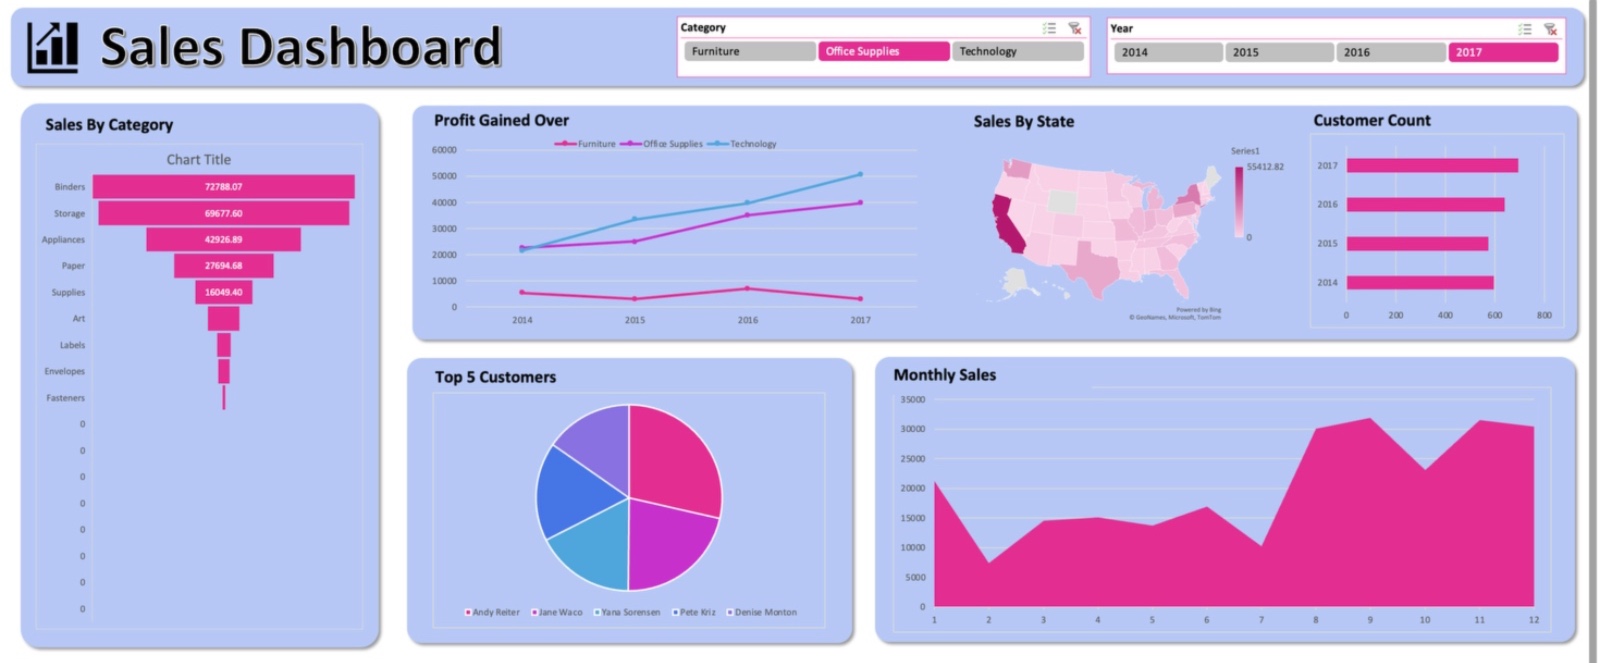 Sales Dashboard
Category
Furniture
Office Supplies
Technology
Year
2014
2015
2016
2017
Sales By Category
Chart Title
Binders
72788.07
Storage
69677.60
Appliances
42926.89
Paper
27694.68
Supplies
16049.40
Art
Labels
Envelopes
Fasteners
0
0
0
0
0
0
0
0
Profit Gained Over
Furniture Office Supplies Technology
60000
50000
40000
30000
20000
10000
0
2014 2015 2016 2017
Sales By State
Series1
55412.82
0
Powered by Bing
© GeoNames, Microsoft, TomTom
Customer Count
2017
2016
2015
2014
0 200 400 600 800
Top 5 Customers
Andy Reiter Jane Waco Yana Sorensen Pete Kriz Denise Monton
Monthly Sales
35000
30000
25000
20000
15000
10000
5000
0
1 2 3 4 5 6 7 8 9 10 11 12